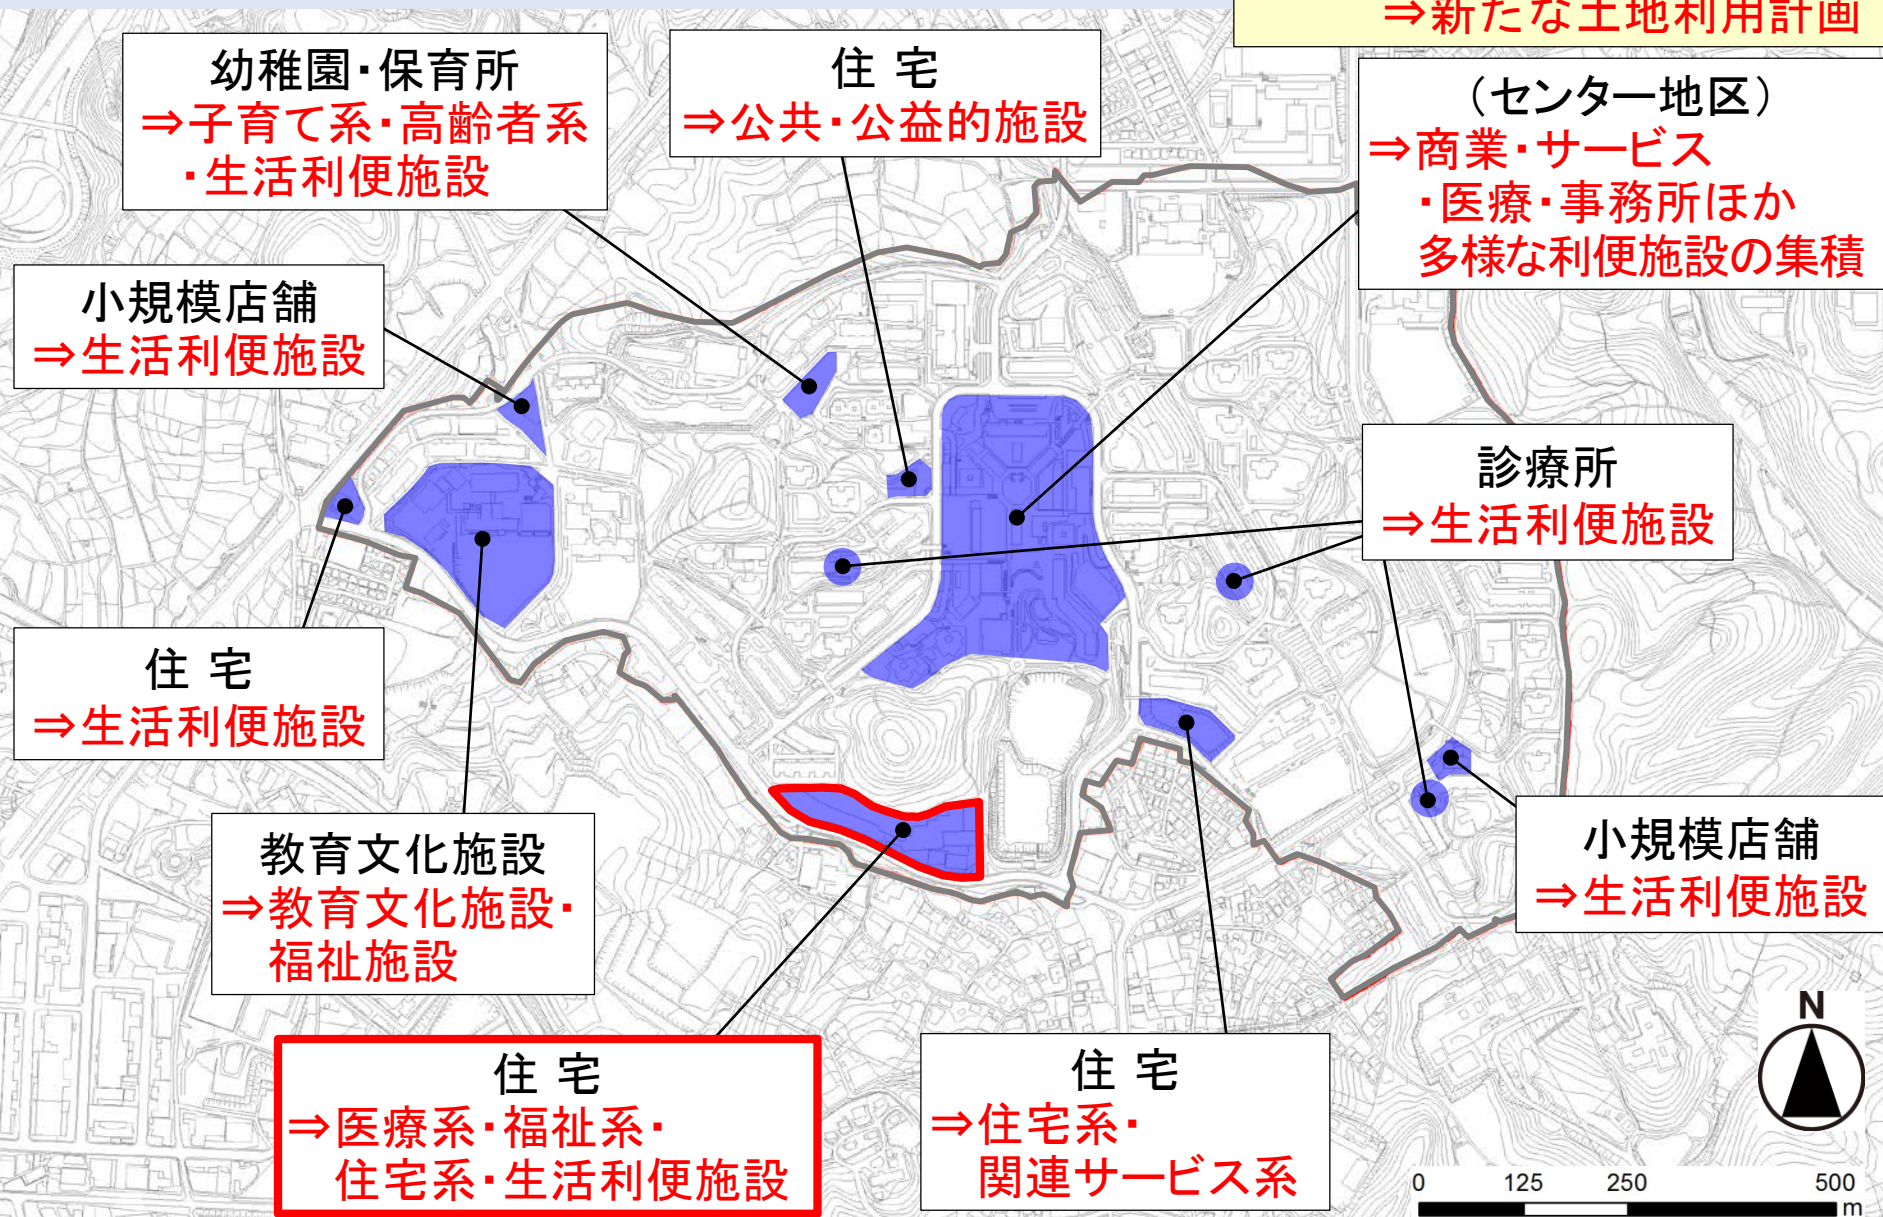 ⇒新たな土地利用計画
幼稚園・保育所
⇒子育て系・高齢者系
・生活利便施設
住 宅
⇒公共・公益的施設
（センター地区）
⇒商業・サービス
・医療・事務所ほか
多様な利便施設の集積
小規模店舗
⇒生活利便施設
診療所
⇒生活利便施設
住 宅
⇒生活利便施設
教育文化施設
⇒教育文化施設・
福祉施設
小規模店舗
⇒生活利便施設
住 宅
⇒医療系・福祉系・
住宅系・生活利便施設
住 宅
⇒住宅系・
関連サービス系
N
0 125 250 500
m